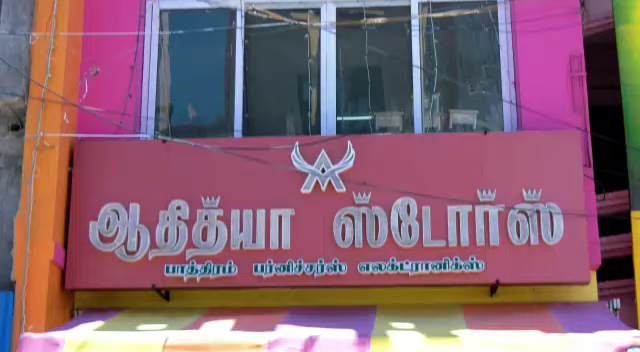 ஆதித்யா ஸ்டோர்ஸ்
பாத்திரம் பர்னிச்சர்ஸ் எலக்ட்ரானிக்ஸ்